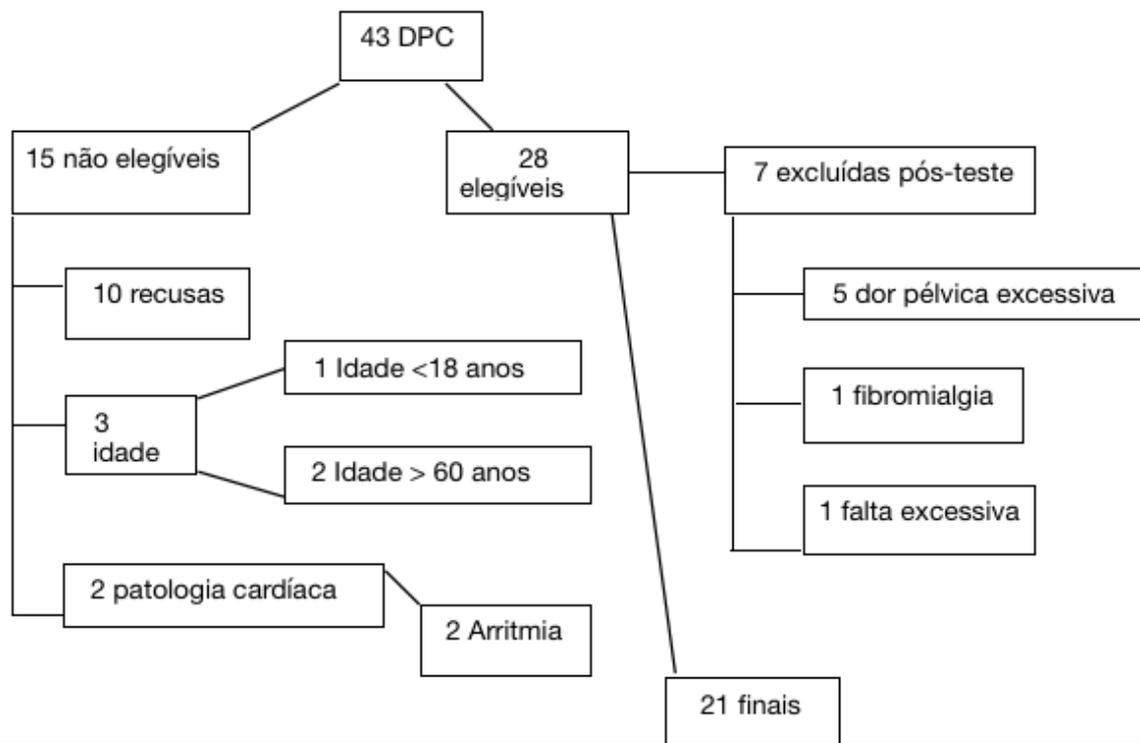 43 DPC
15 não elegíveis
28
elegíveis
7 excluídas pós-teste
10 recusas
5 dor pélvica excessiva
1 Idade <18 anos
3
idade
1 fibromialgia
2 Idade > 60 anos
1 falta excessiva
2 patologia cardíaca
2 Arritmia
21 finais